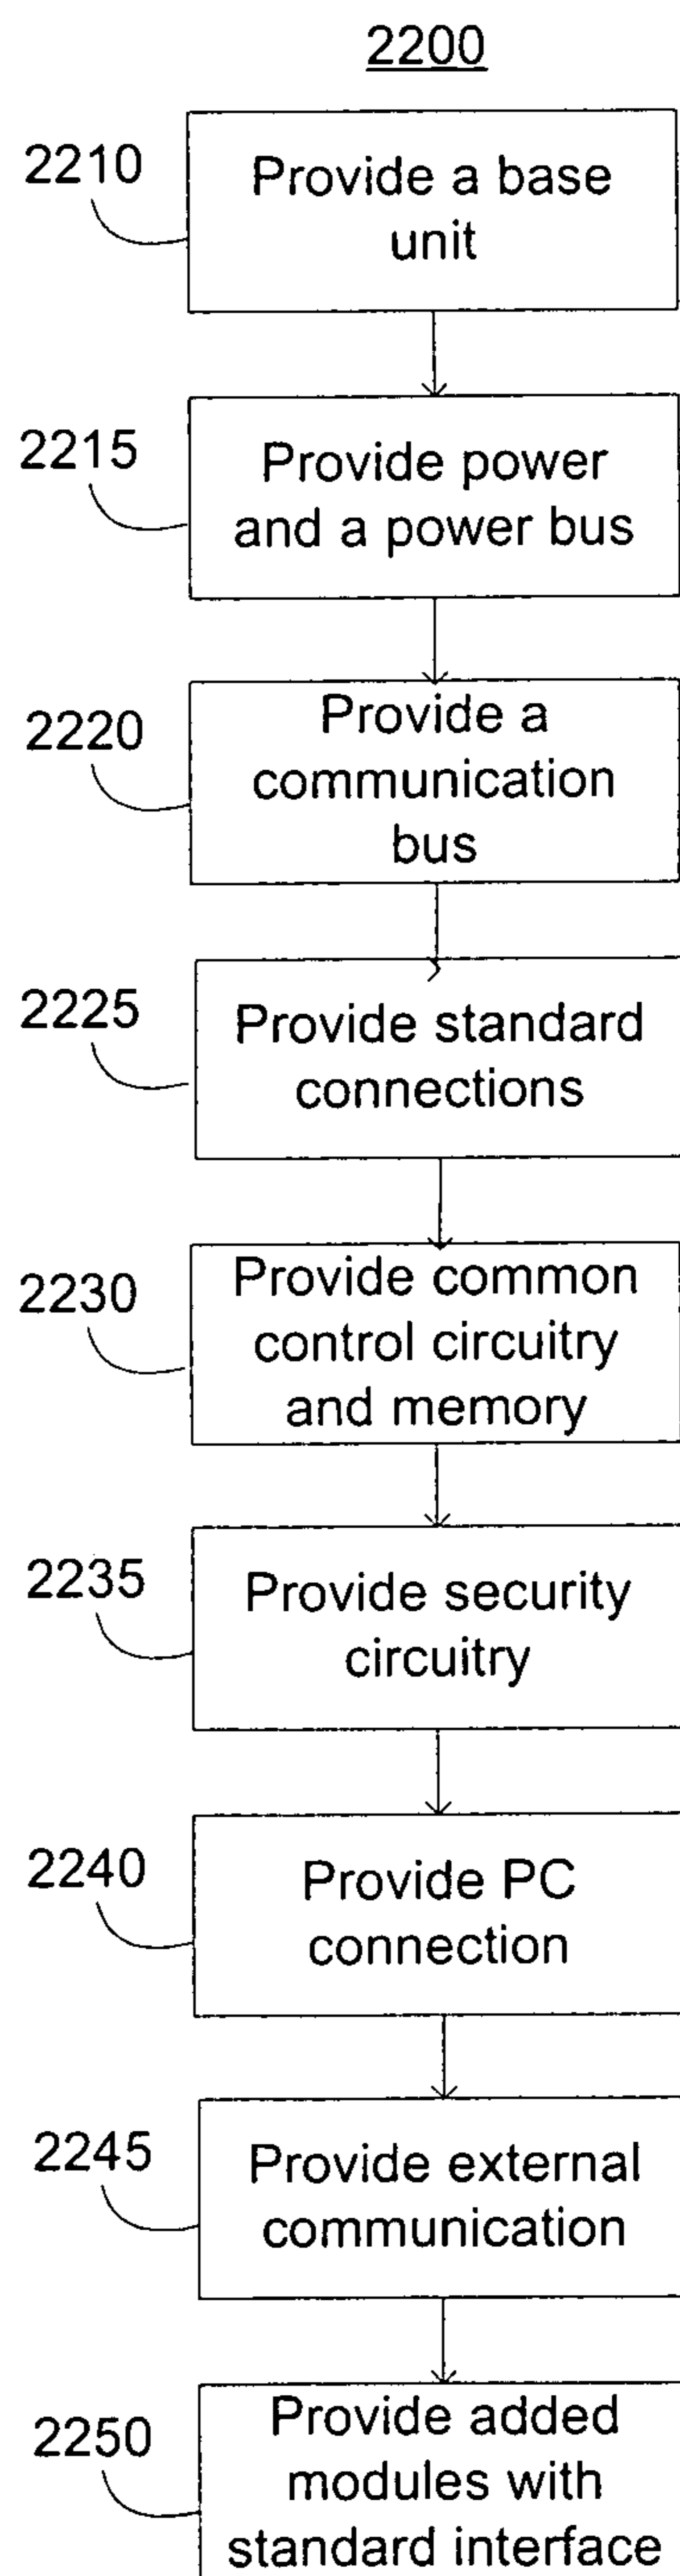 2200
2210
Provide a base
unit
2215
Provide power
and a power bus
2220
Provide a
communication
bus
2225
Provide standard
connections
2230
Provide common
control circuitry
and memory
2235
Provide security
circuitry
2240
Provide PC
connection
2245
Provide external
communication
2250
Provide added
modules with
standard interface